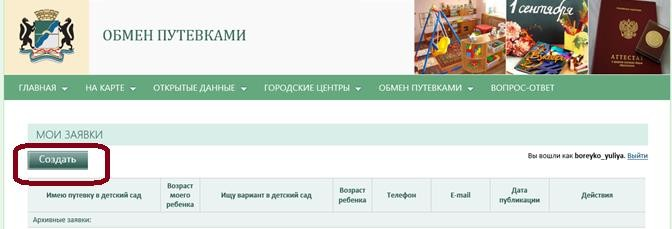 ОБМЕН ПУТЕВКАМИ
1 сентября
АТТЕСТАТ
ГЛАВНАЯ НА КАРТЕ ОТКРЫТЫЕ ДАННЫЕ ГОРОДСКИЕ ЦЕНТРЫ ОБМЕН ПУТЕВКАМИ ВОПРОС-ОТВЕТ
МОИ ЗАЯВКИ
Создать
Вы вошли как boreyko_yuliya. Выйти
Имею путевку в детский сад Возраст моего ребенка Ищу вариант в детский сад Возраст ребенка Телефон E-mail Дата публикации Действия
Архивные заявки: